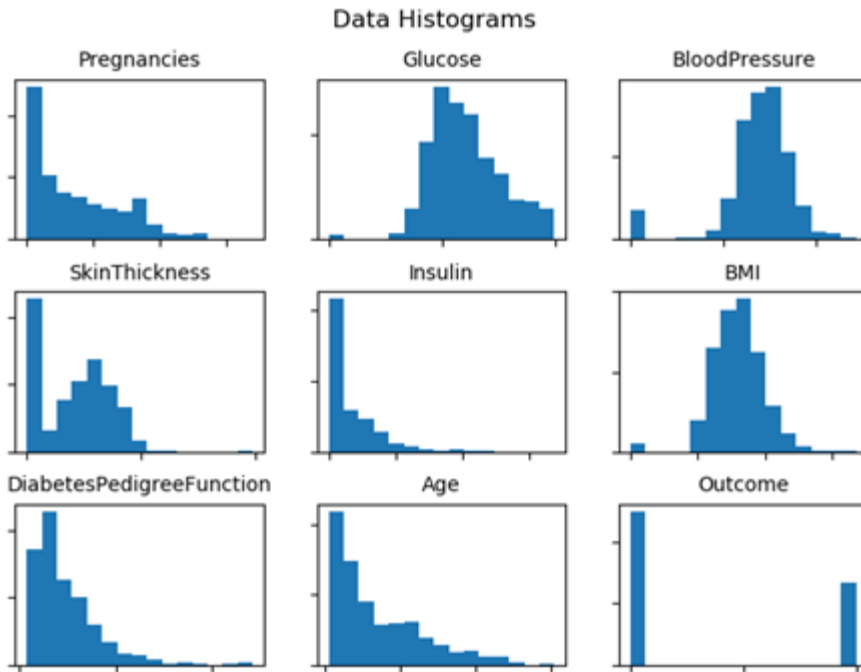 Data Histograms
Pregnancies
Glucose
BloodPressure
SkinThickness
Insulin
BMI
DiabetesPedigreeFunction
Age
Outcome